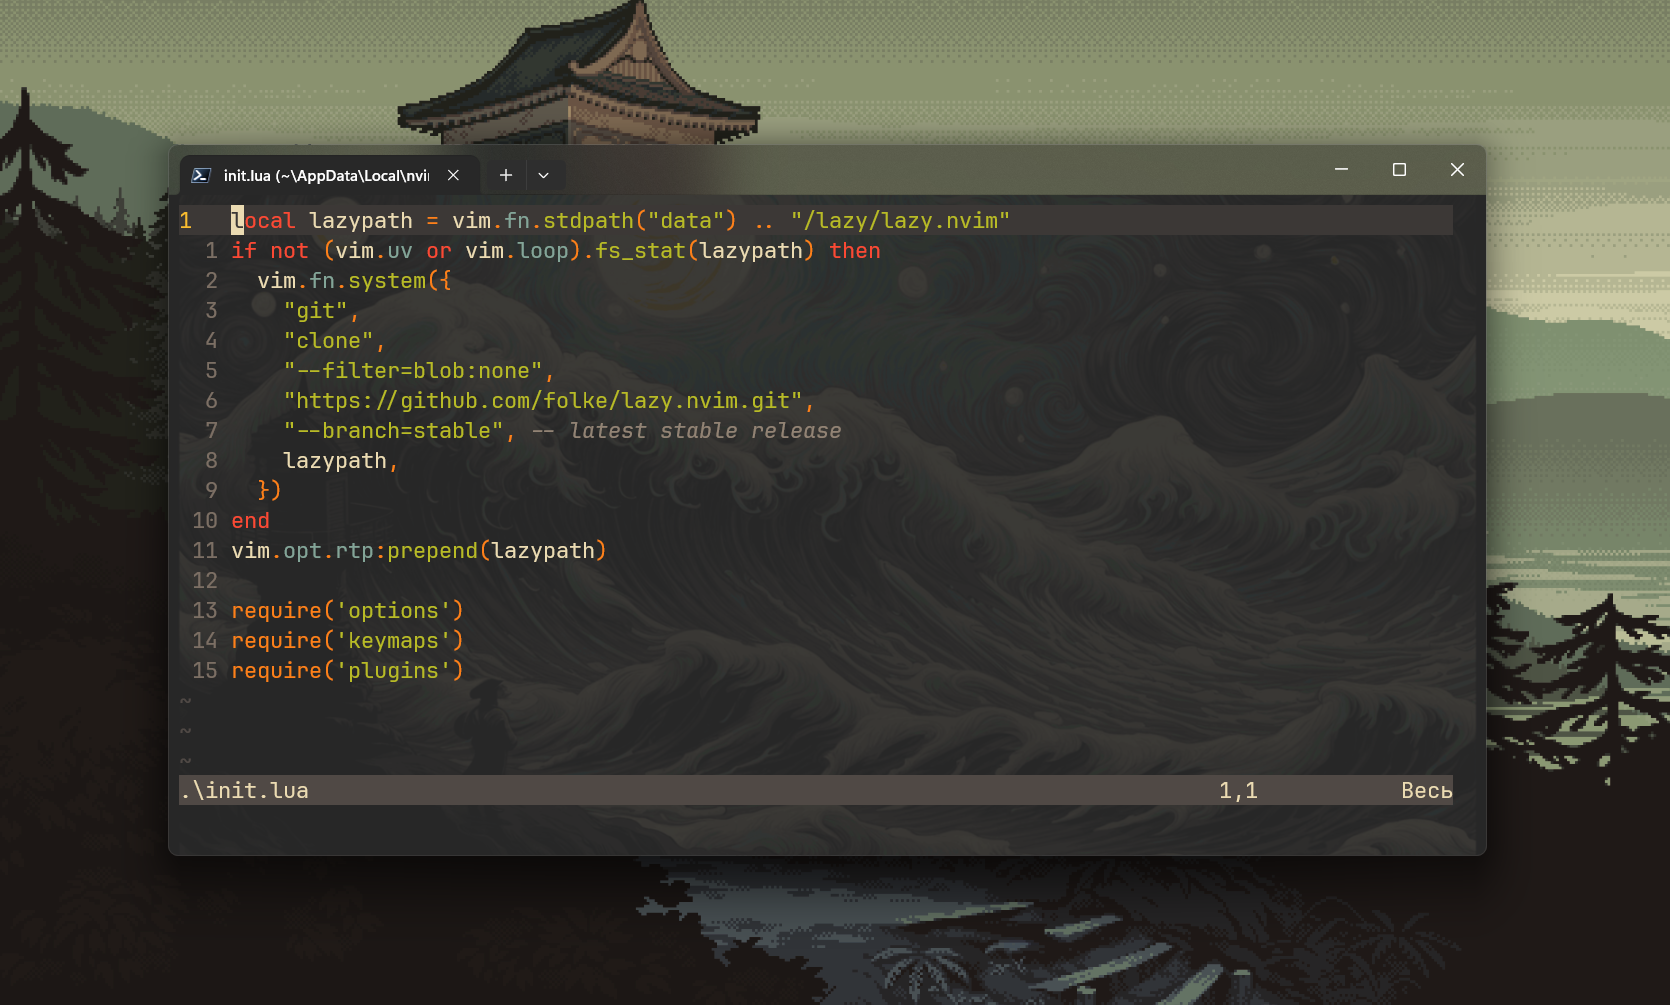 init.lua (~\AppData\Local\nvi
1 local lazypath = vim.fn.stdpath("data") .. "/lazy/lazy.nvim"
1 if not (vim.uv or vim.loop).fs_stat(lazypath) then
2 vim.fn.system({
3 "git",
4 "clone",
5 "--filter=blob:none",
6 "https://github.com/folke/lazy.nvim.git",
7 "--branch=stable", -- latest stable release
8 lazypath,
9 })
10 end
11 vim.opt.rtp:prepend(lazypath)
12
13 require('options')
14 require('keymaps')
15 require('plugins')
~
~
~
.\init.lua 1,1 Весь